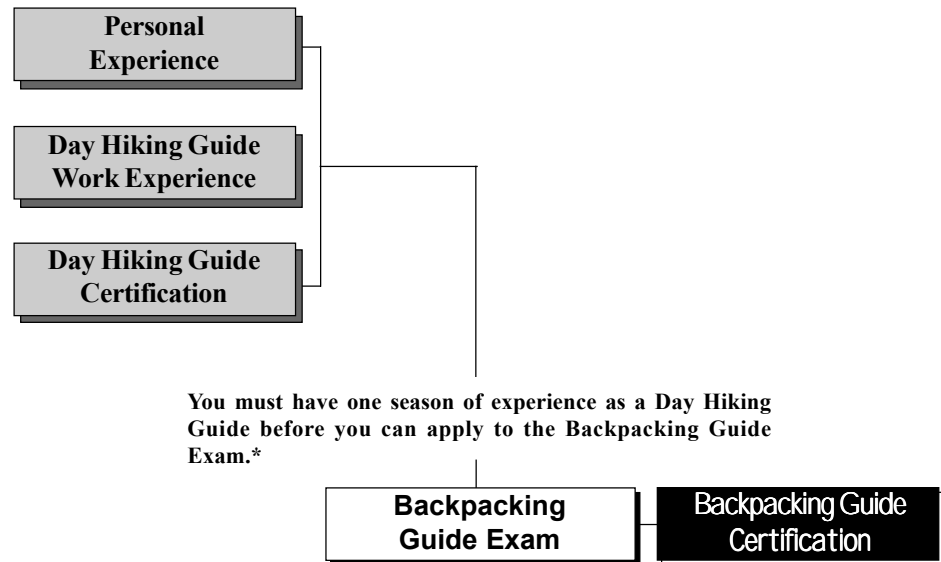 Personal
Experience
Day Hiking Guide
Work Experience
Day Hiking Guide
Certification
You must have one season of experience as a Day Hiking
Guide before you can apply to the Backpacking Guide
Exam.*
Backpacking
Guide Exam
Backpacking Guide
Certification